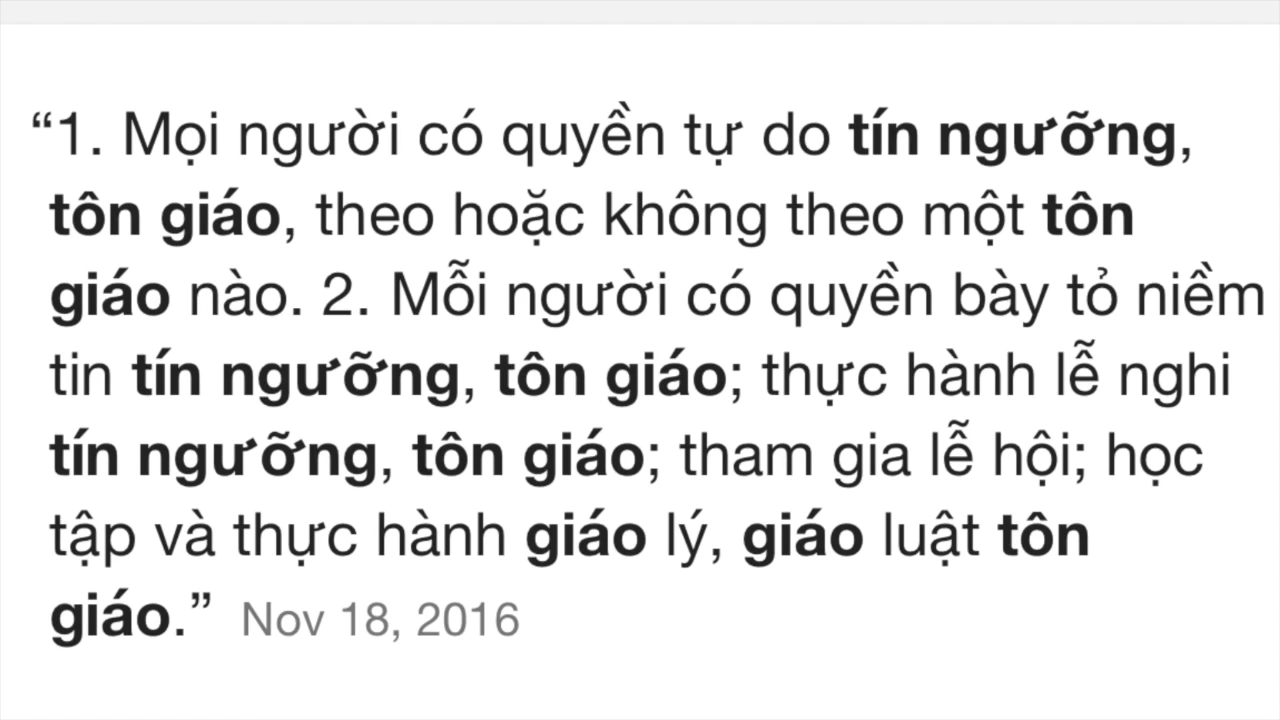 “1. Mọi người có quyền tự do tín ngưỡng,
tôn giáo, theo hoặc không theo một tôn
giáo nào. 2. Mỗi người có quyền bày tỏ niềm
tin tín ngưỡng, tôn giáo; thực hành lễ nghi
tín ngưỡng, tôn giáo; tham gia lễ hội; học
tập và thực hành giáo lý, giáo luật tôn
giáo.” Nov 18, 2016